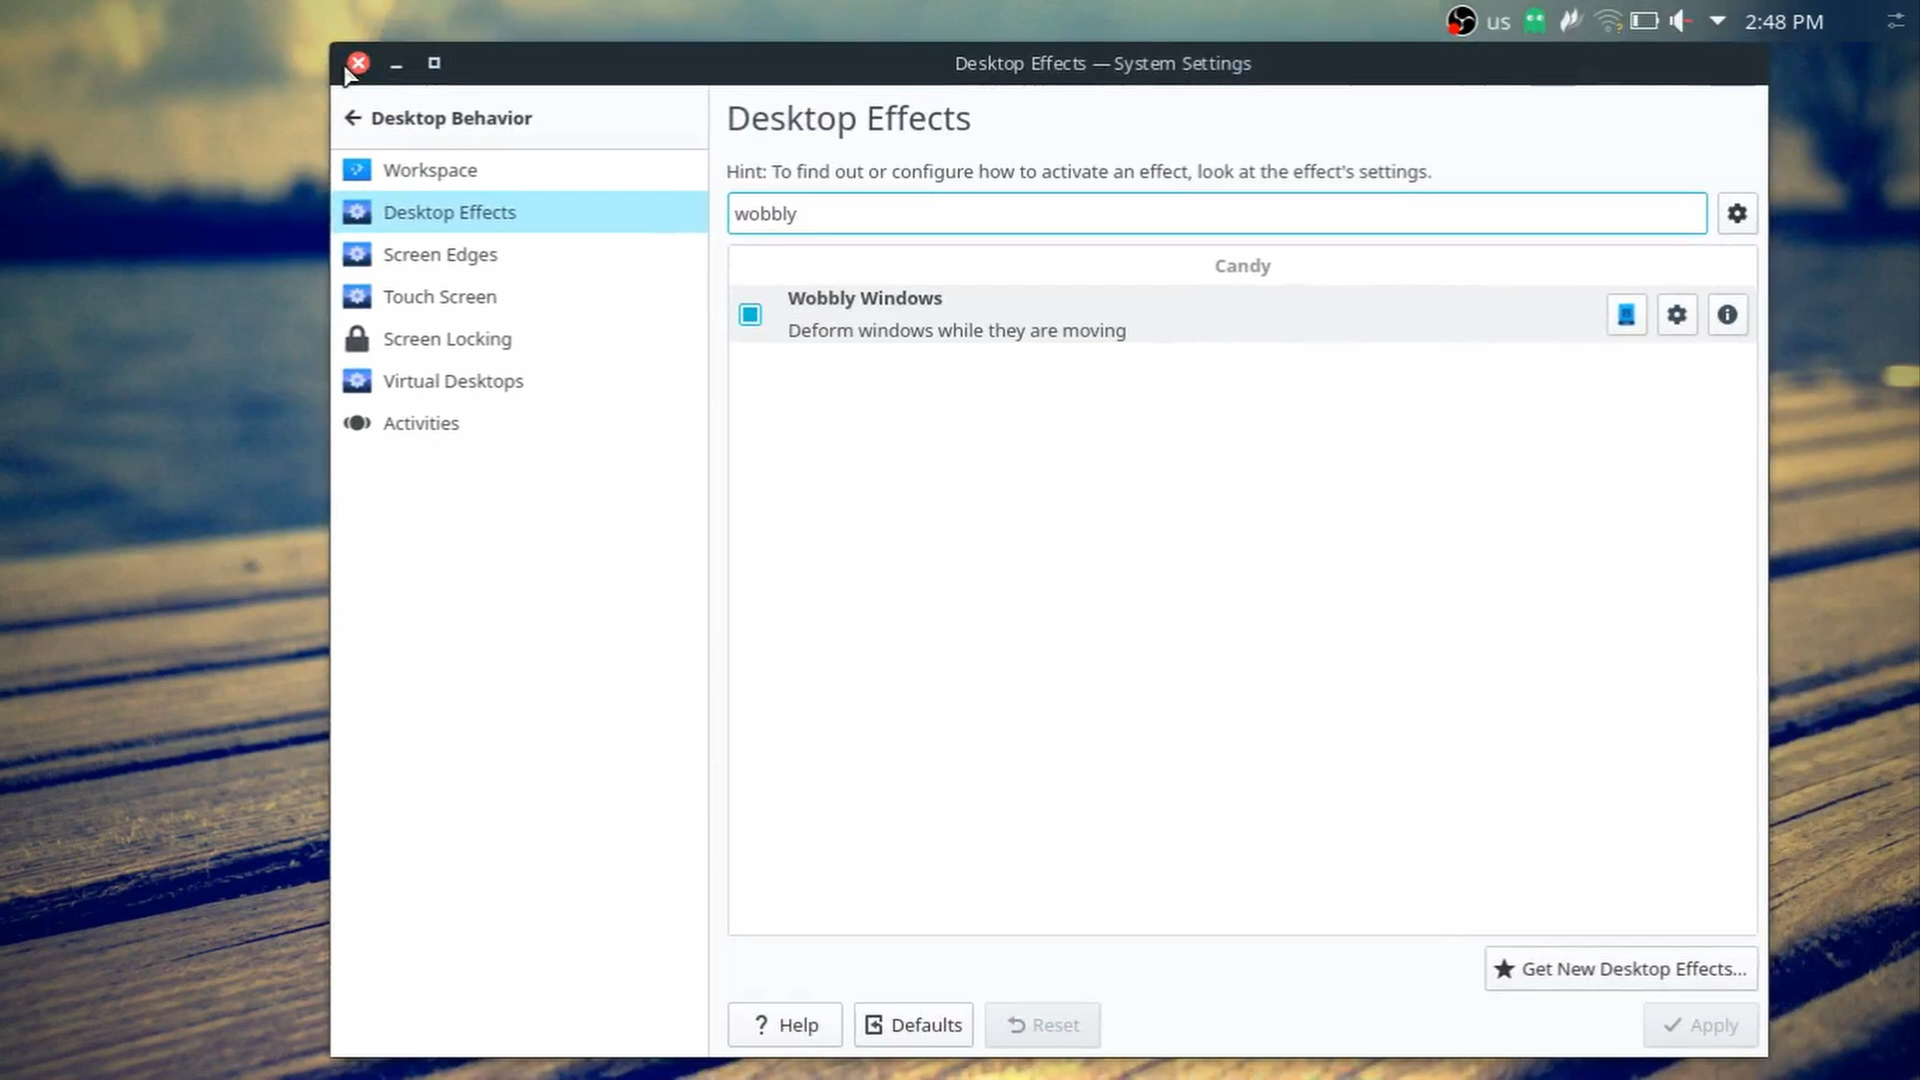 us 2:48 PM
Desktop Effects — System Settings
Desktop Behavior
Workspace
Desktop Effects
Screen Edges
Touch Screen
Screen Locking
Virtual Desktops
Activities
Desktop Effects
Hint: To find out or configure how to activate an effect, look at the effect's settings.
wobbly
Candy
Wobbly Windows
Deform windows while they are moving
Get New Desktop Effects...
? Help
Defaults
Reset
Apply